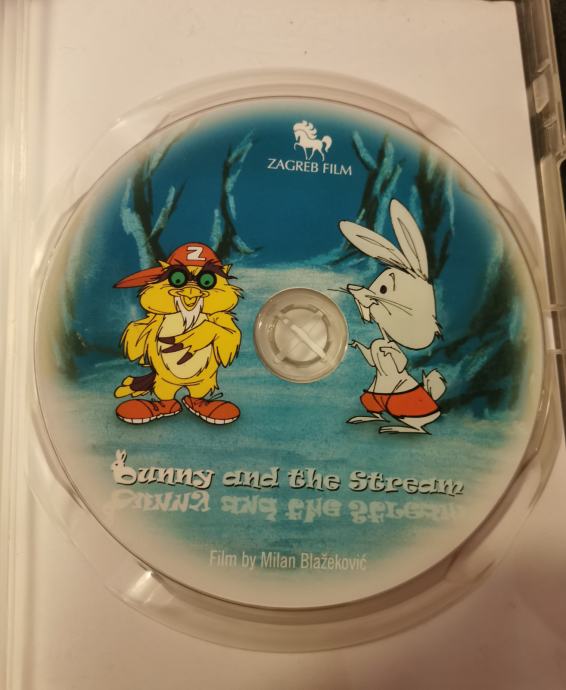 ZAGREB FILM
Z
bunny and the Stream
Film by Milan Blažeković